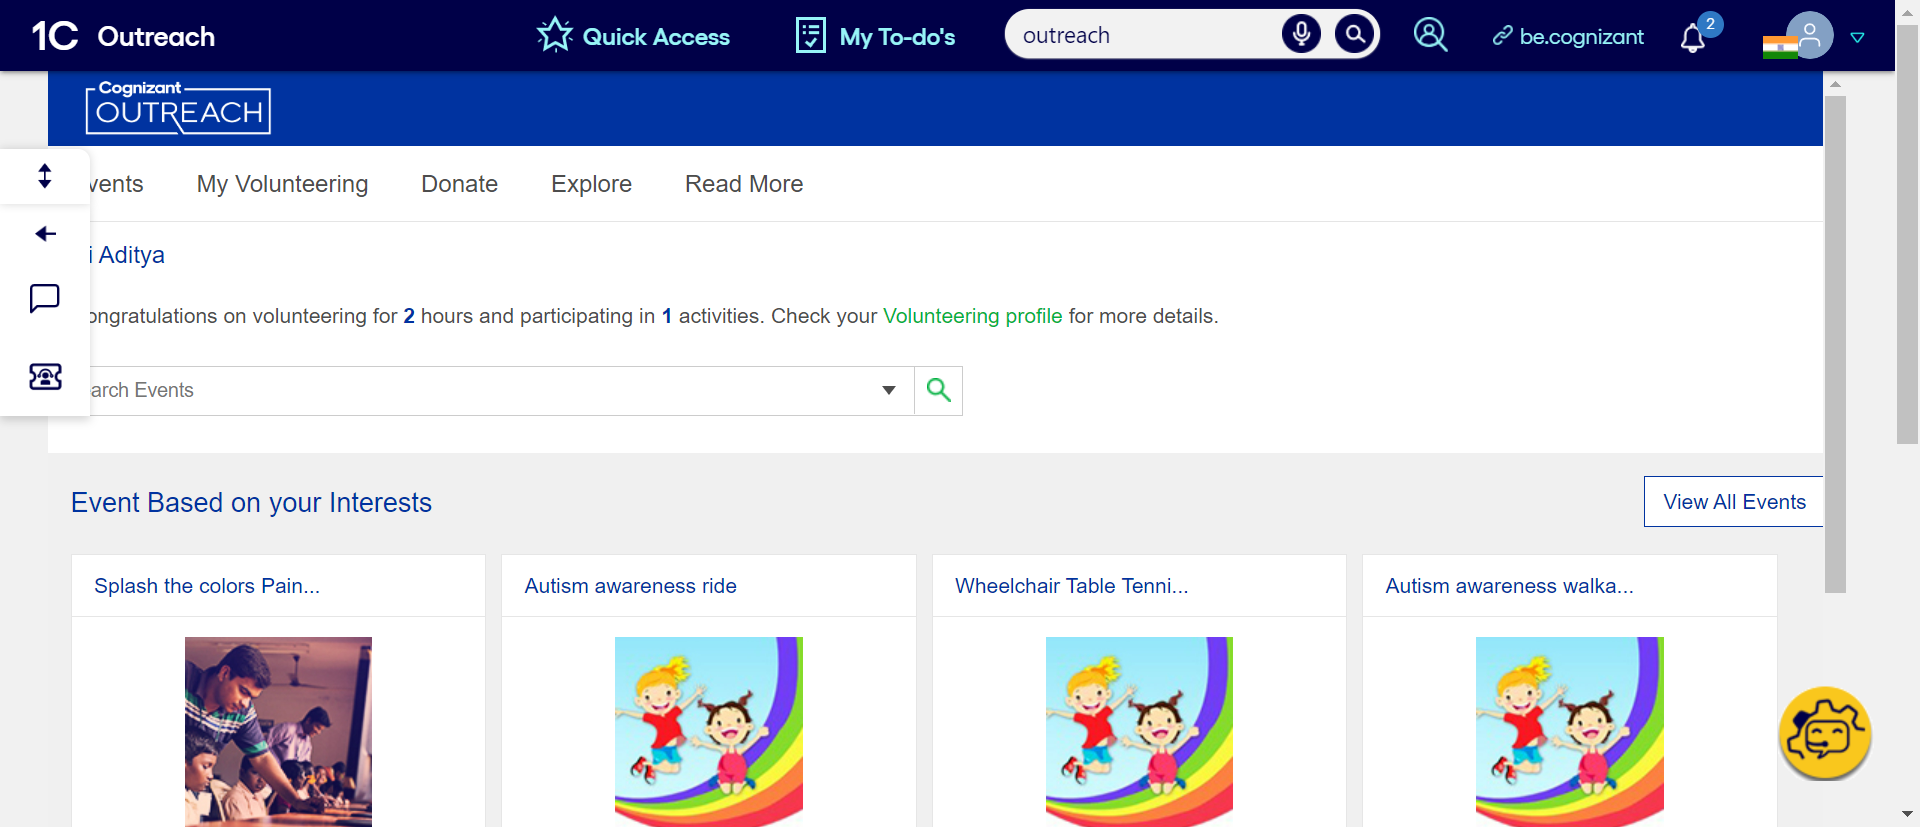 1C Outreach
Quick Access
My To-do's
outreach
be.cognizant
2
Cognizant
OUTREACH
vents
My Volunteering
Donate
Explore
Read More
i Aditya
ongratulations on volunteering for 2 hours and participating in 1 activities. Check your Volunteering profile for more details.
arch Events
Event Based on your Interests
View All Events
Splash the colors Pain...
Autism awareness ride
Wheelchair Table Tenni...
Autism awareness walka...